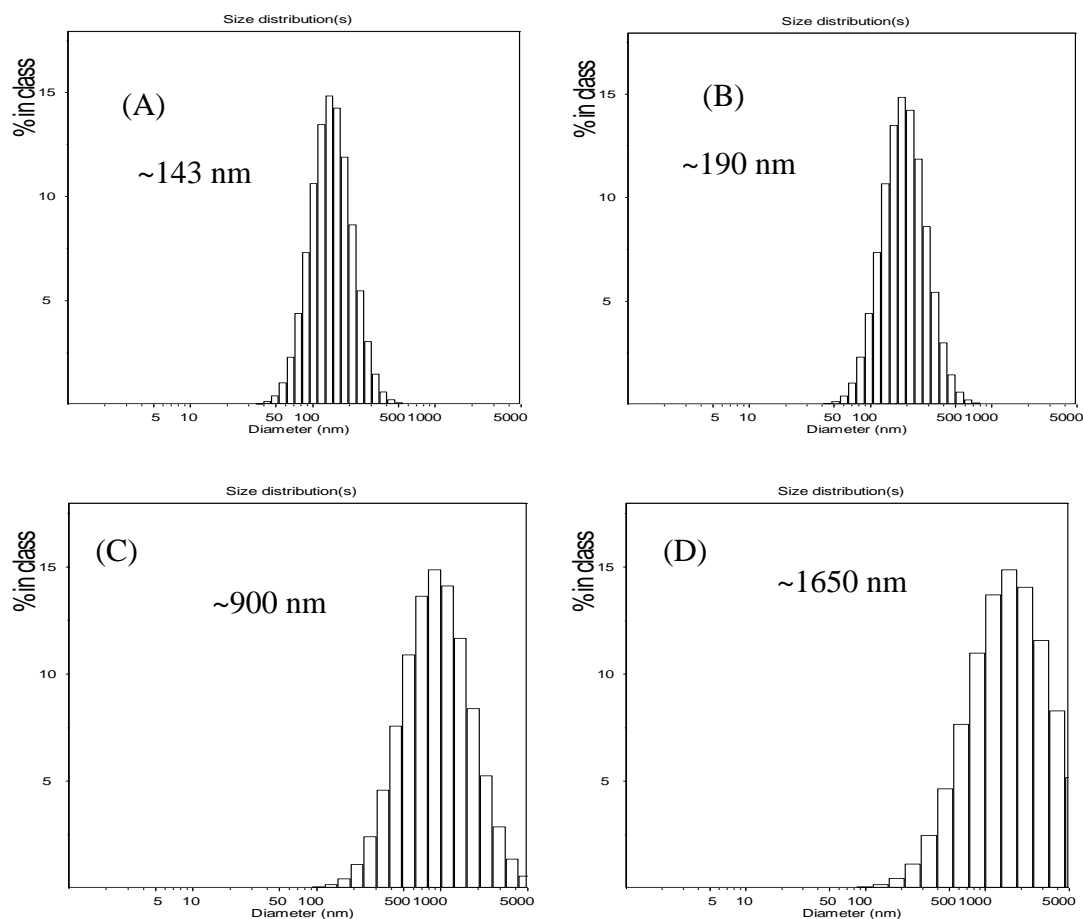 Size distribution(s)
% in class
15
10
5
(A)
~143 nm
5 10 50 100 500 1000 5000
Diameter (nm)
Size distribution(s)
% in class
15
10
5
(B)
~190 nm
5 10 50 100 500 1000 5000
Diameter (nm)
Size distribution(s)
% in class
15
10
5
(C)
~900 nm
5 10 50 100 500 1000 5000
Diameter (nm)
Size distribution(s)
% in class
15
10
5
(D)
~1650 nm
5 10 50 100 500 1000 5000
Diameter (nm)